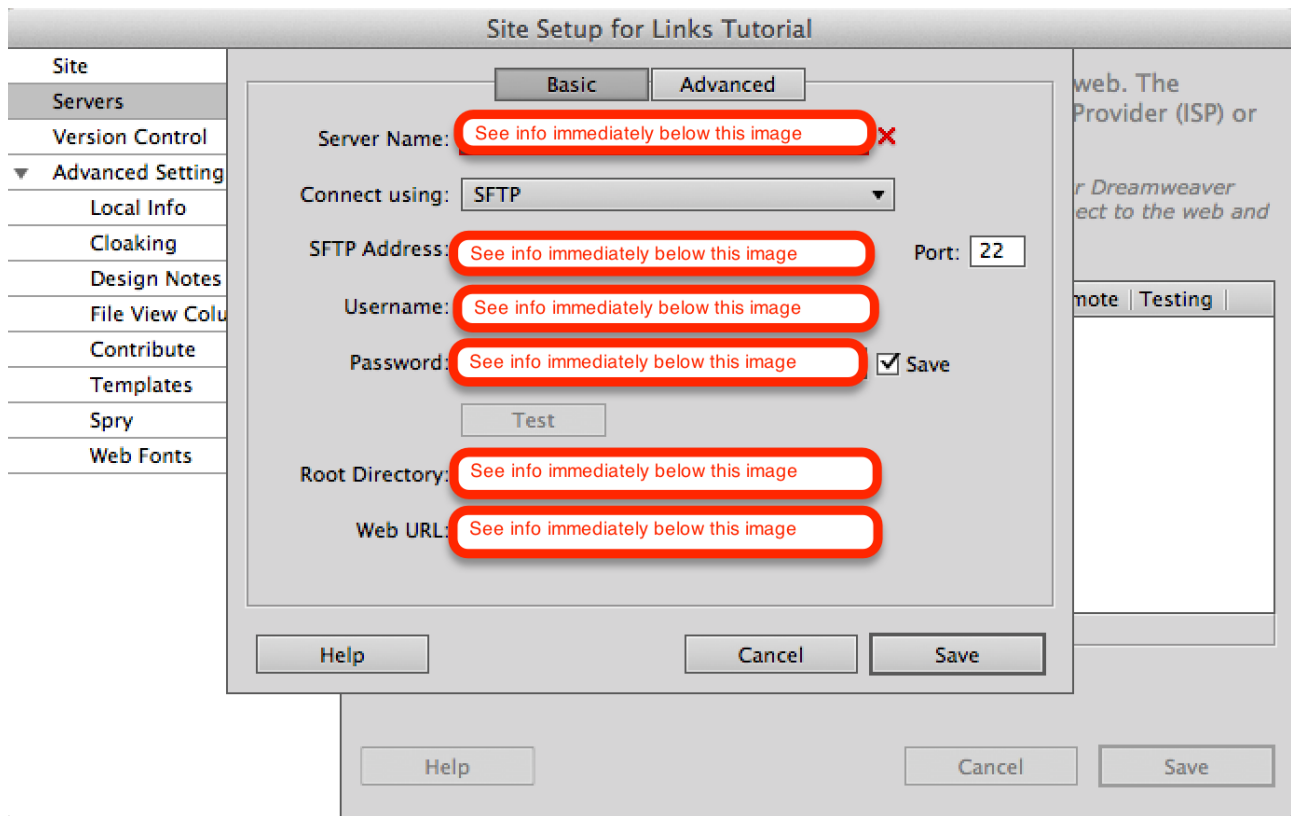 Site Setup for Links Tutorial
Site
Servers
Version Control
Advanced Setting
Local Info
Cloaking
Design Notes
File View Colu
Contribute
Templates
Spry
Web Fonts
Basic
Advanced
Server Name: See info immediately below this image
Connect using: SFTP
SFTP Address: See info immediately below this image Port: 22
Username: See info immediately below this image
Password: See info immediately below this image Save
Test
Root Directory: See info immediately below this image
Web URL: See info immediately below this image
Help Cancel Save
web. The
Provider (ISP) or
r Dreamweaver
ect to the web and
mote Testing
Help Cancel Save